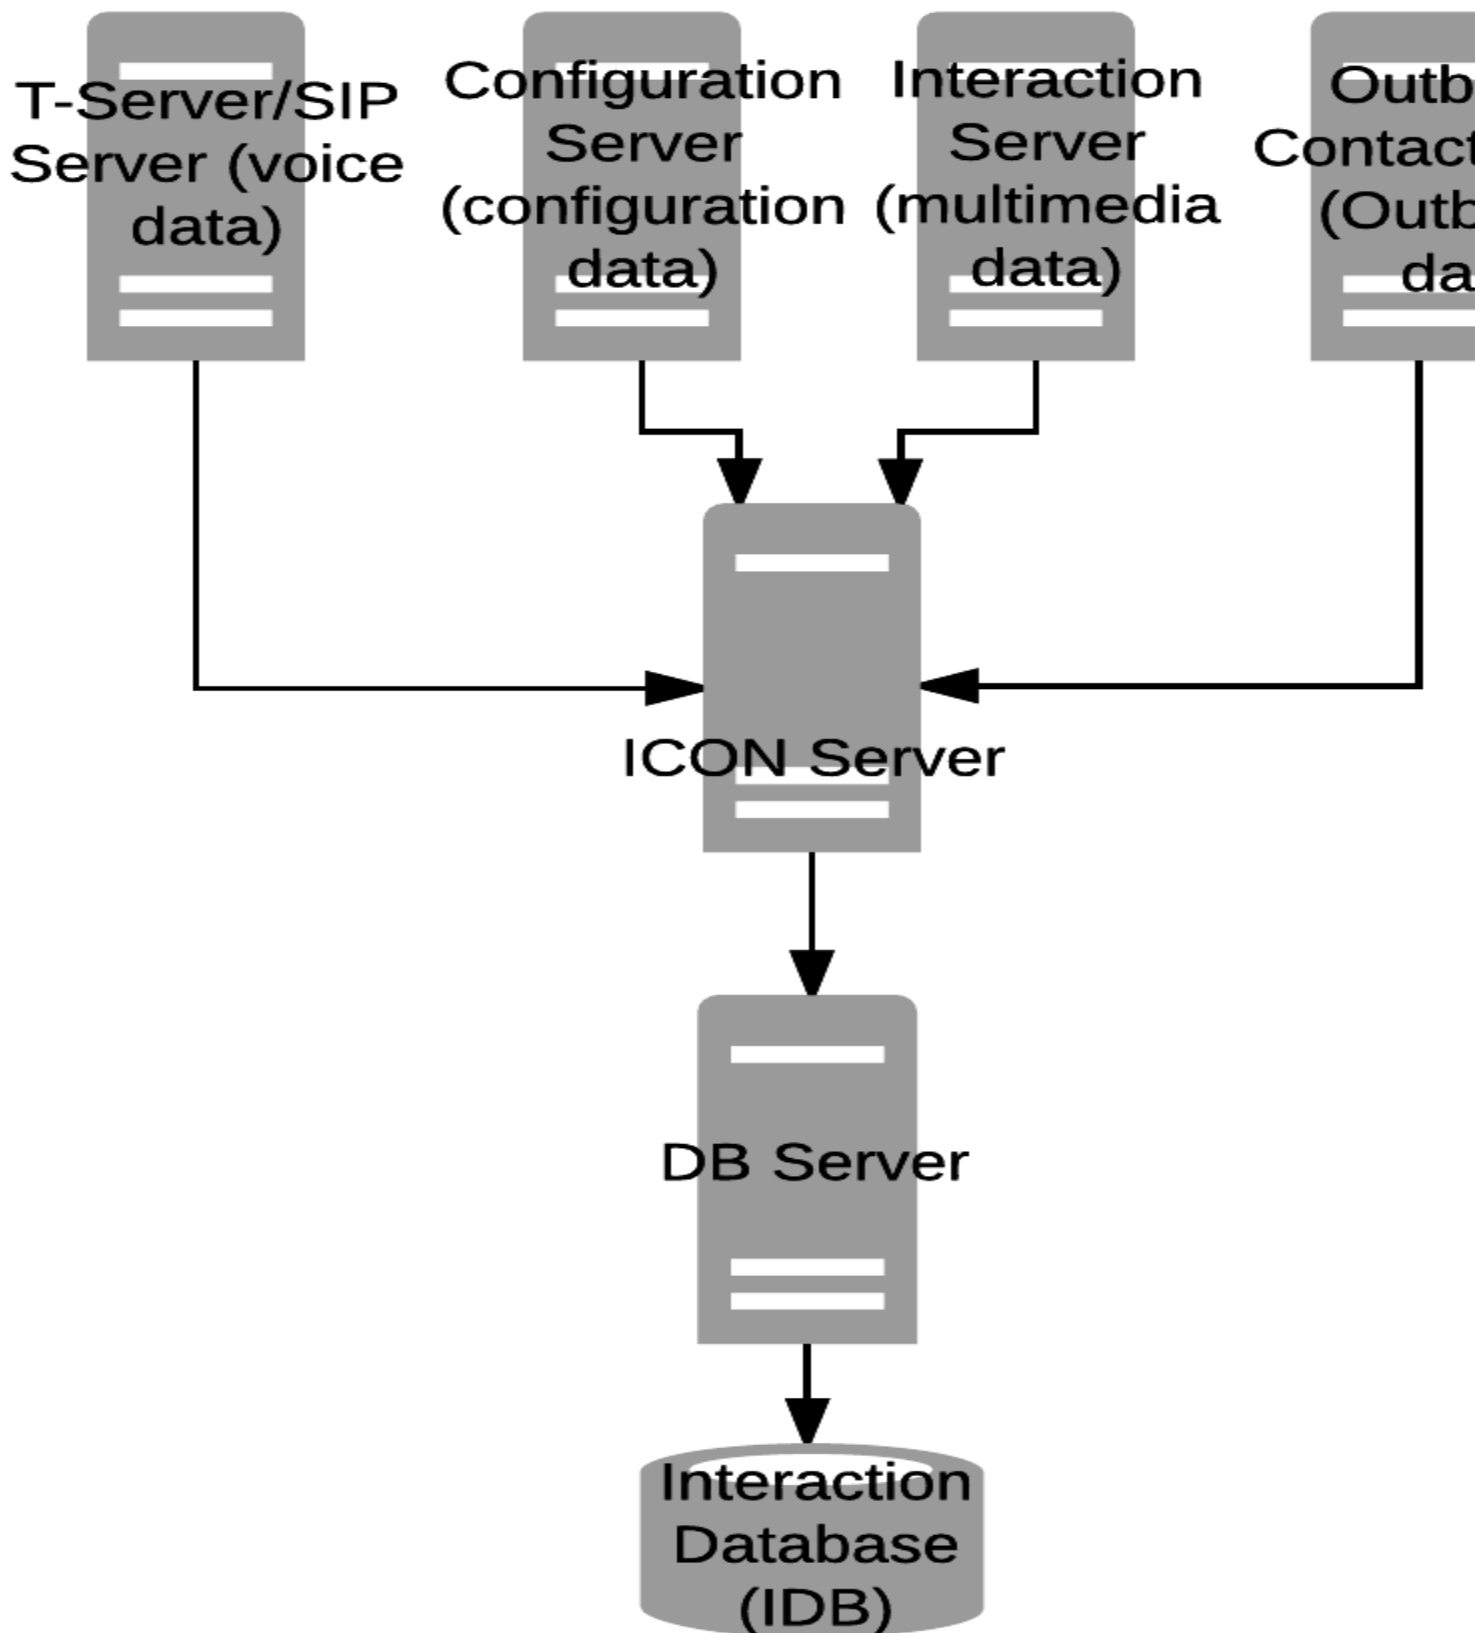 T-Server/SIP
Server (voice
data)
Configuration
Server
(configuration
data)
Interaction
Server
(multimedia
data)
Contact
ICON Server
DB Server
Interaction
Database
(IDB)